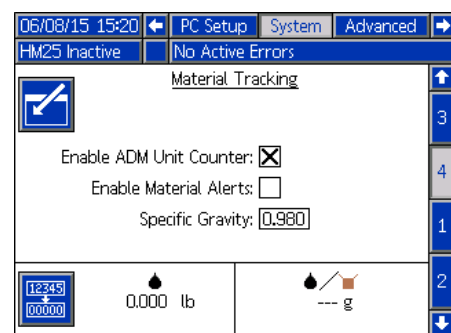 06/08/15 15:20 PC Setup System Advanced
HM25 Inactive No Active Errors
Material Tracking
3
Enable ADM Unit Counter:
4
Enable Material Alerts:
Specific Gravity: 0.980
1
2
12345
00000
0.000 lb
--- g